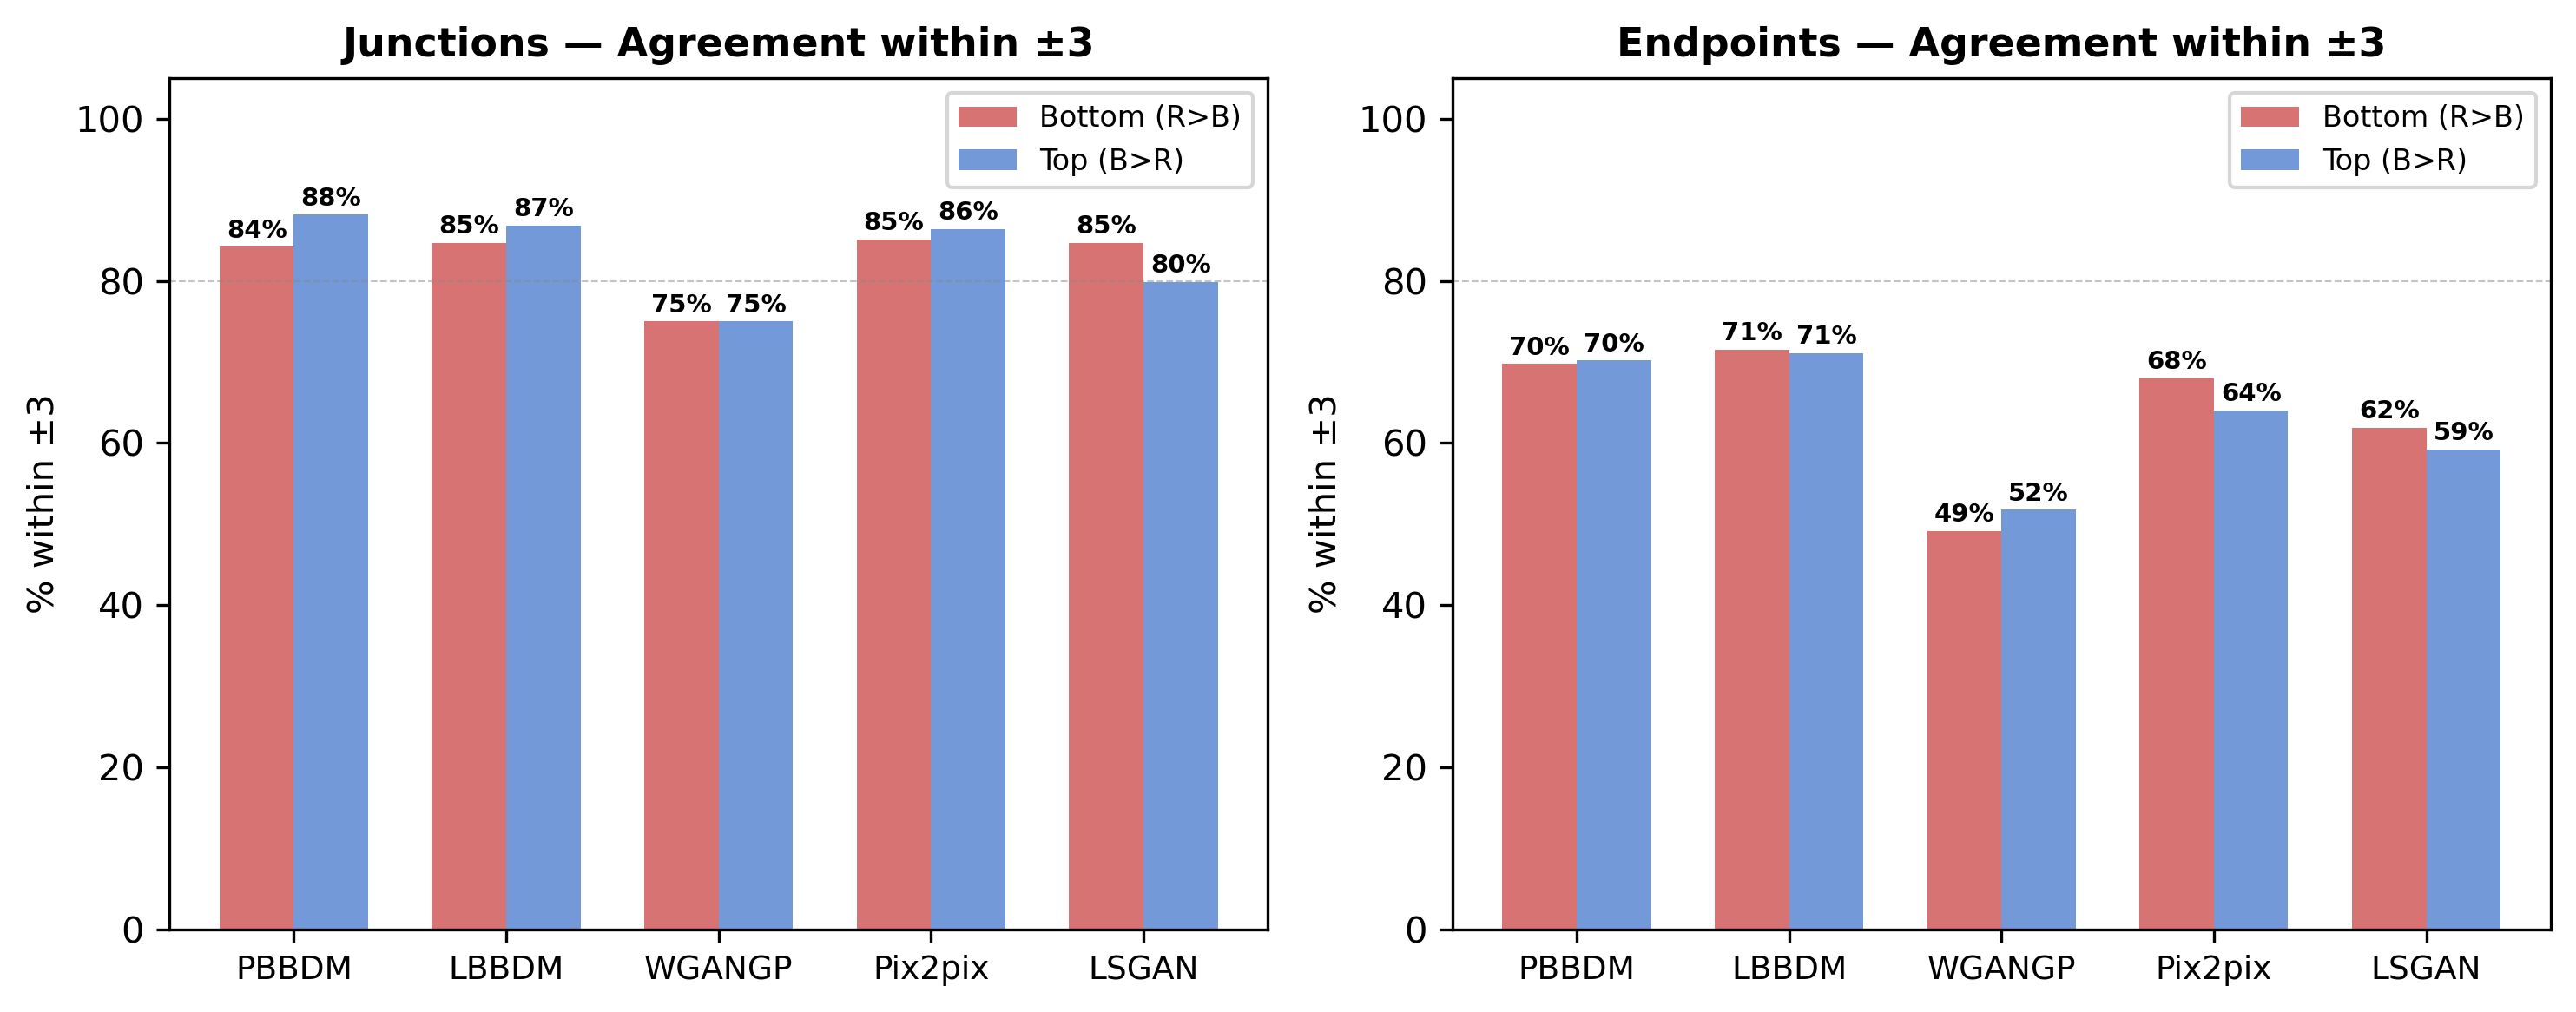 Junctions — Agreement within ±3
% within ±3
100
80
60
40
20
0
Bottom (R>B)
Top (B>R)
84% 88% 85% 87% 75% 75% 85% 86% 85% 80%
PBBDM LBBDM WGANGP Pix2pix LSGAN
Endpoints — Agreement within ±3
% within ±3
100
80
60
40
20
0
Bottom (R>B)
Top (B>R)
70% 70% 71% 71% 49% 52% 68% 64% 62% 59%
PBBDM LBBDM WGANGP Pix2pix LSGAN